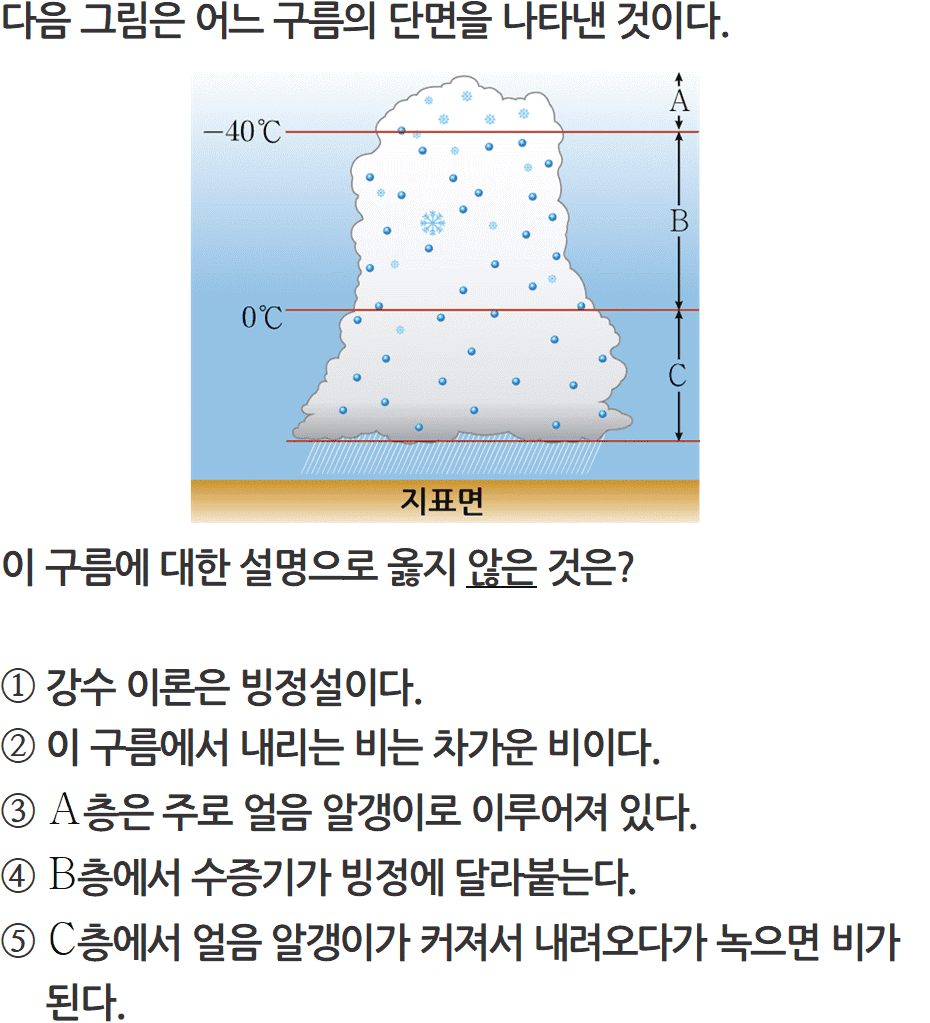 다음 그림은 어느 구름의 단면을 나타낸 것이다.
A
−40℃
B
0℃
C
지표면
이 구름에 대한 설명으로 옳지 않은 것은?
① 강수 이론은 빙정설이다.
② 이 구름에서 내리는 비는 차가운 비이다.
③ A층은 주로 얼음 알갱이로 이루어져 있다.
④ B층에서 수증기가 빙정에 달라붙는다.
⑤ C층에서 얼음 알갱이가 커져서 내려오다가 녹으면 비가
된다.